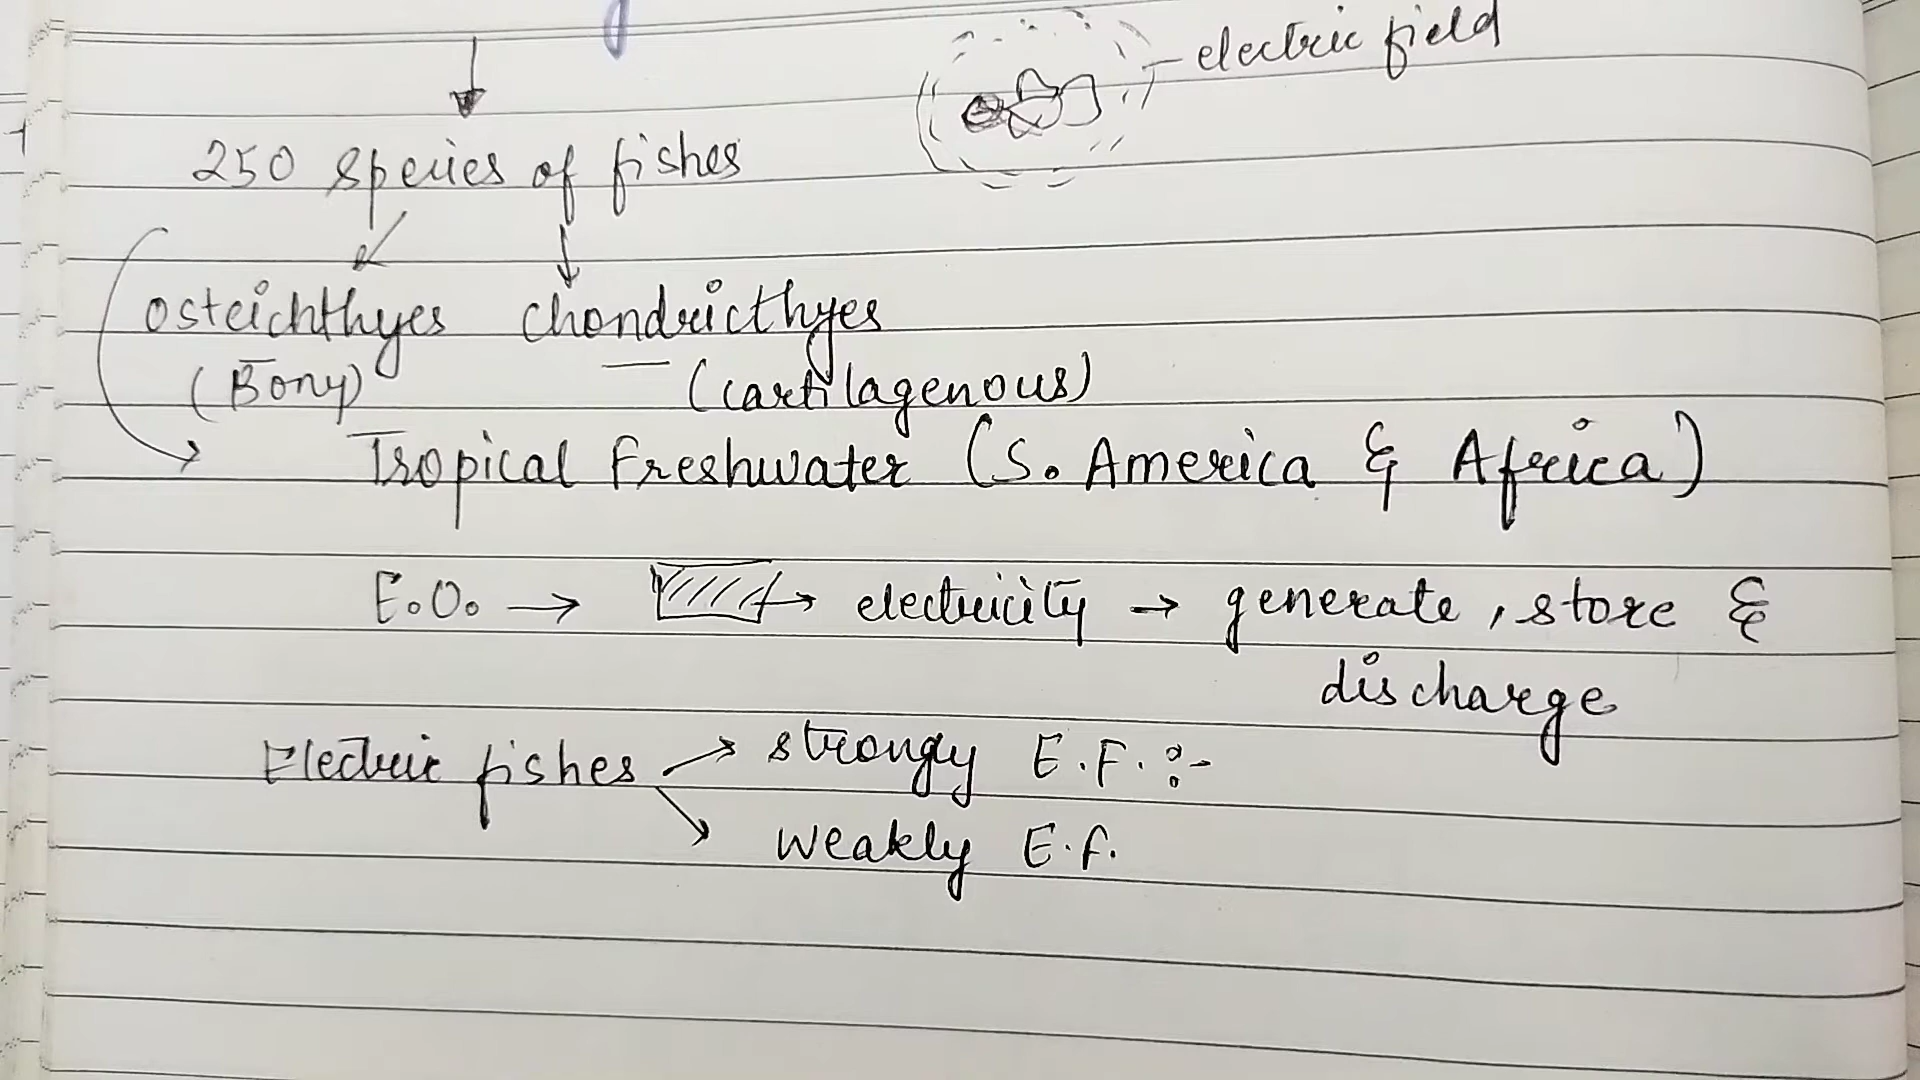 electric field
250 species of fishes
osteichthyes chondricthyes
(Bony) (cartilagenous)
Tropical Freshwater (S. America & Africa)
E.O. → → electricity → generate, store &
discharge
Electric fishes → strongly E.F. :-
→ weakly E.f.